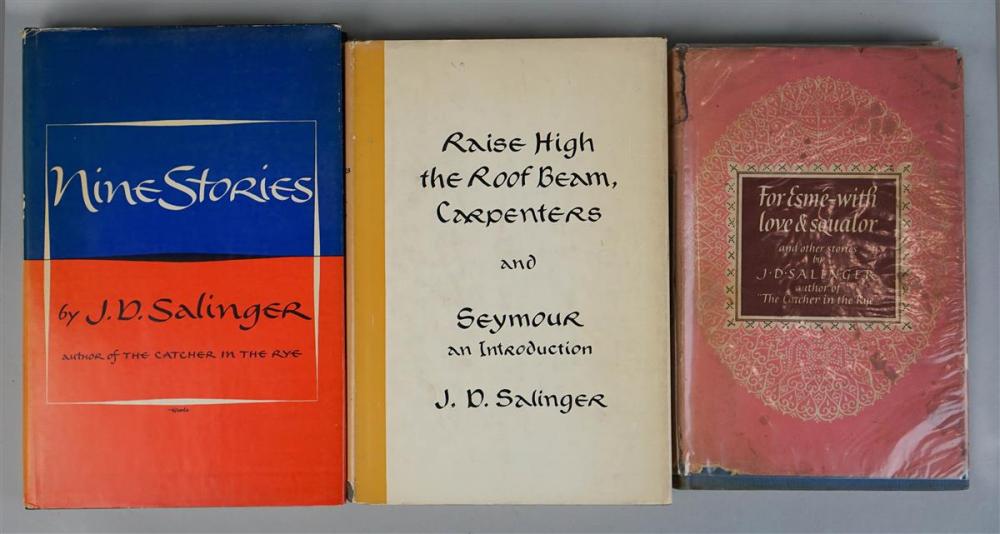 Nine Stories
by J. D. Salinger
author of THE CATCHER IN THE RYE
Raise High
the Roof Beam,
Carpenters
and
Seymour
an Introduction
J. D. Salinger
For Esmé-with
love & squalor
and other stories
by
J·D·SALINGER
author of
"The Catcher in the Rye"